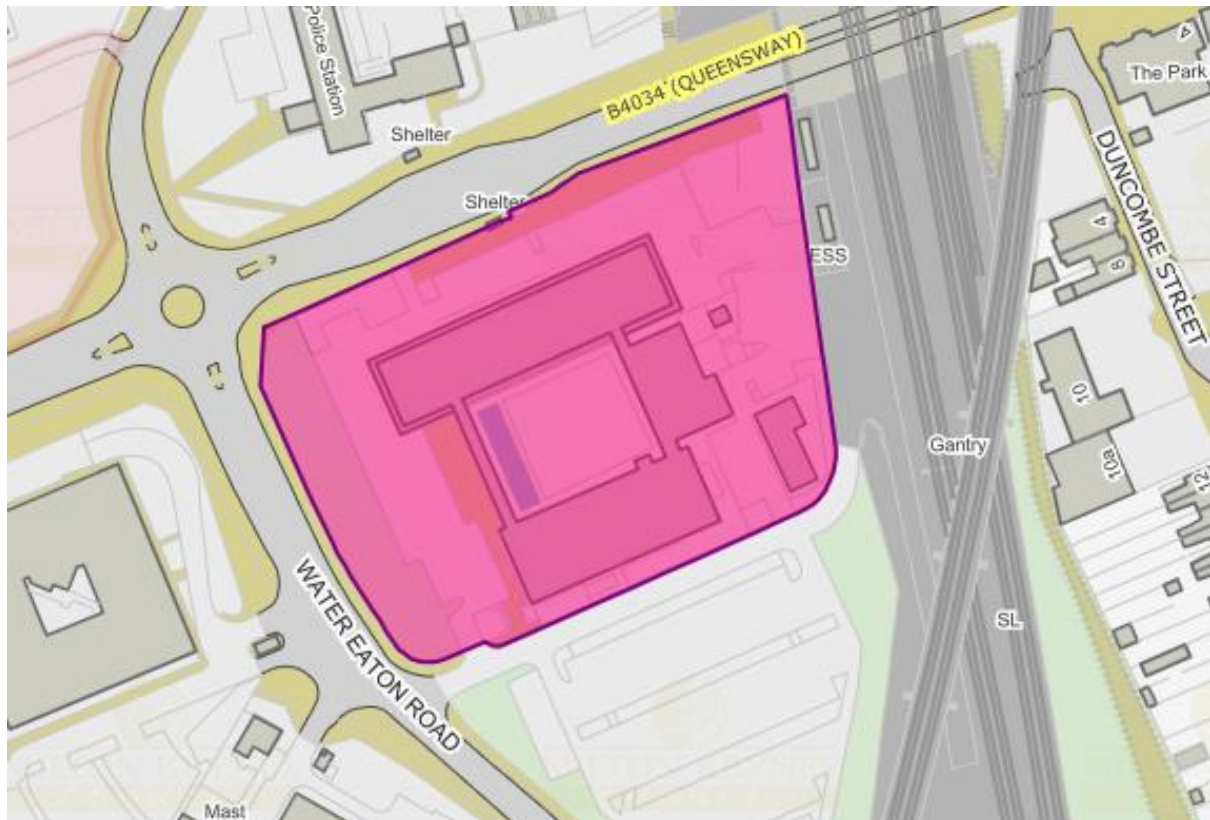 Police Station
B4034 (QUEENSWAY)
4
The Park
Shelter
DUNCOMBE STREET
Shelter
4
ESS
8
10
Gantry
10a
12
WATER EATON ROAD
SL
Mast